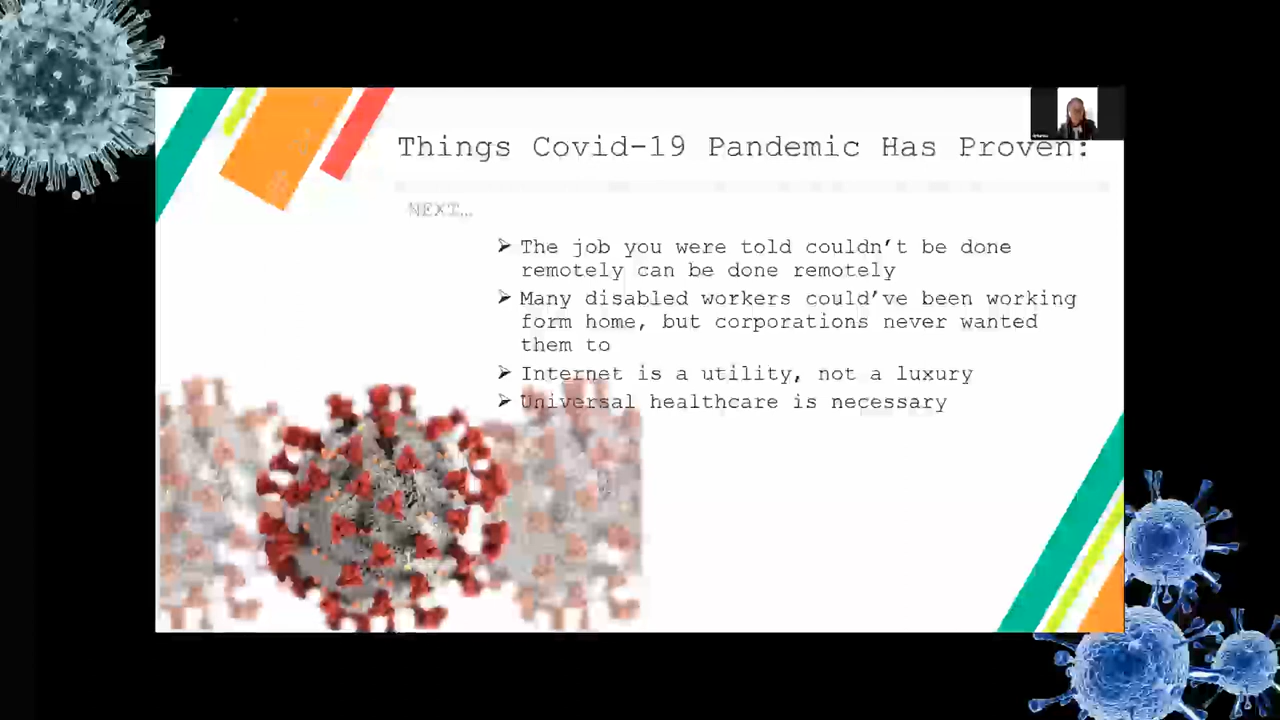 Things Covid-19 Pandemic Has Proven:
NEXT…
➢ The job you were told couldn’t be done
remotely can be done remotely
➢ Many disabled workers could’ve been working
form home, but corporations never wanted
them to
➢ Internet is a utility, not a luxury
➢ Universal healthcare is necessary